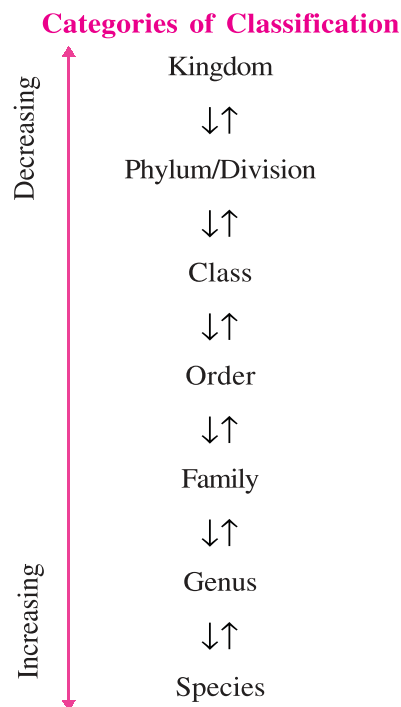 Categories of Classification
Decreasing
Kingdom
↓↑
Phylum/Division
↓↑
Class
↓↑
Order
↓↑
Family
↓↑
Genus
↓↑
Species
Increasing